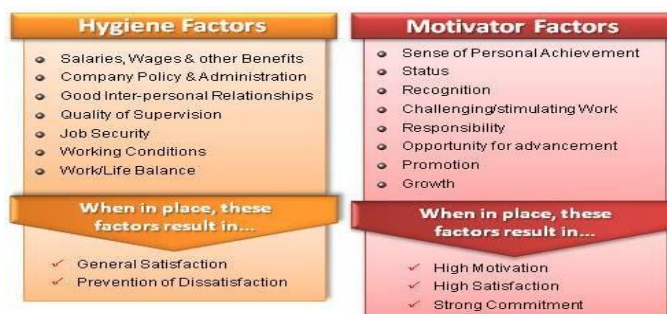 Hygiene Factors
Salaries, Wages & other Benefits
Company Policy & Administration
Good Inter-personal Relationships
Quality of Supervision
Job Security
Working Conditions
Work/Life Balance
When in place, these
factors result in...
General Satisfaction
Prevention of Dissatisfaction
Motivator Factors
Sense of Personal Achievement
Status
Recognition
Challenging/stimulating Work
Responsibility
Opportunity for advancement
Promotion
Growth
When in place, these
factors result in...
High Motivation
High Satisfaction
Strong Commitment